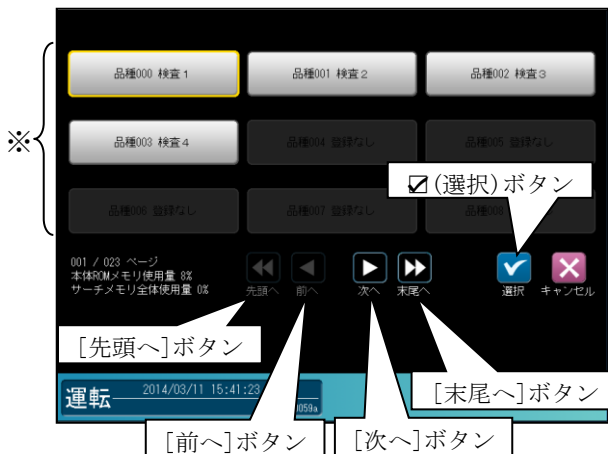 品種000 検査1 品種001 検査2 品種002 検査3
※
品種003 検査4 品種004 登録なし 品種005 登録なし
☑(選択)ボタン
品種006 登録なし 品種007 登録なし
001 / 023 ページ
本体ROMメモリ使用量 8%
サーチメモリ全体使用量 0%
先頭へ 前へ 次へ 末尾へ 選択 キャンセル
[先頭へ]ボタン
[末尾へ]ボタン
運転 2014/03/11 15:41:23
059a
[前へ]ボタン [次へ]ボタン